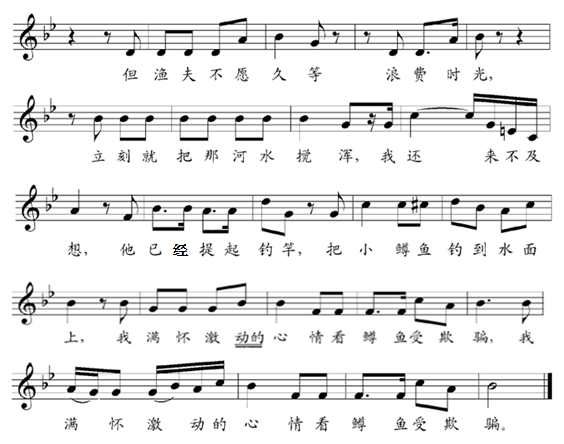 但渔夫不愿久等 浪费时光，
立刻就把那河水搅浑，我还 来不及
想，他已经提起钓竿，把小鳟鱼钓到水面
上，我满怀激动的心情看鳟鱼受欺骗，我
满怀激动的心情看鳟鱼受欺骗。